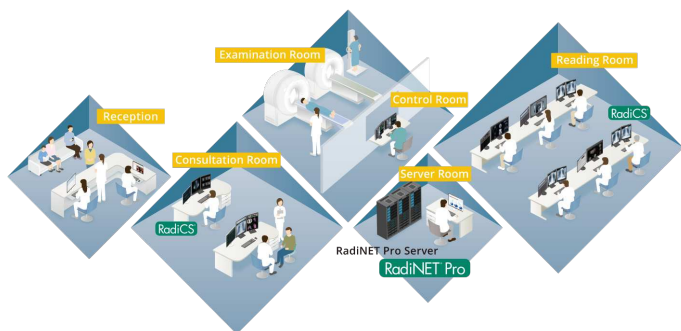 Examination Room
Reading Room
Control Room
Reception
RadiCS
Consultation Room
Server Room
RadiCS
RadiNET Pro Server
RadiNET Pro